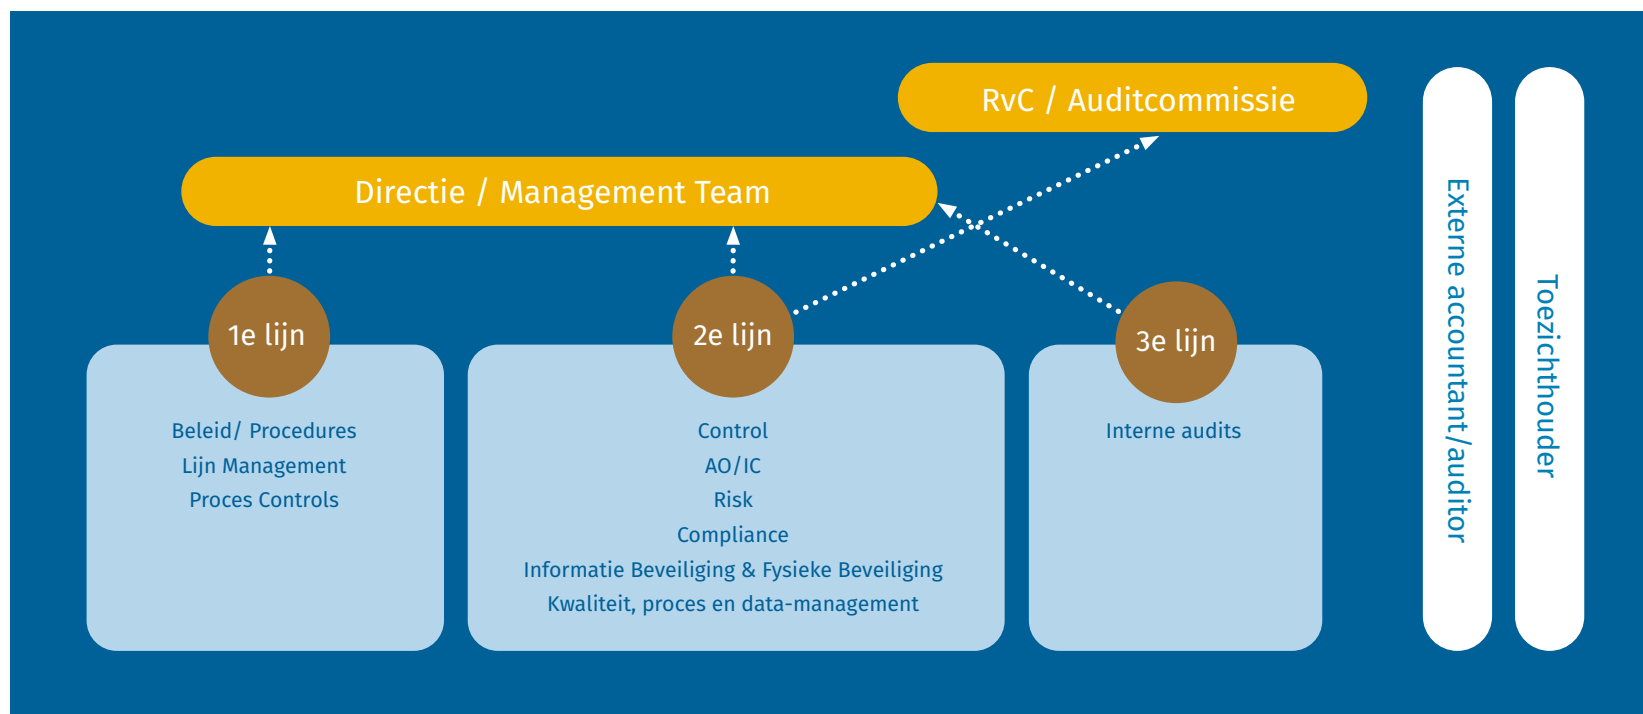 RvC / Auditcommissie
Directie / Management Team
1e lijn
Beleid/ Procedures
Lijn Management
Proces Controls
2e lijn
Control
AO/IC
Risk
Compliance
Informatie Beveiliging & Fysieke Beveiliging
Kwaliteit, proces en data-management
3e lijn
Interne audits
Externe accountant/auditor
Toezichthouder